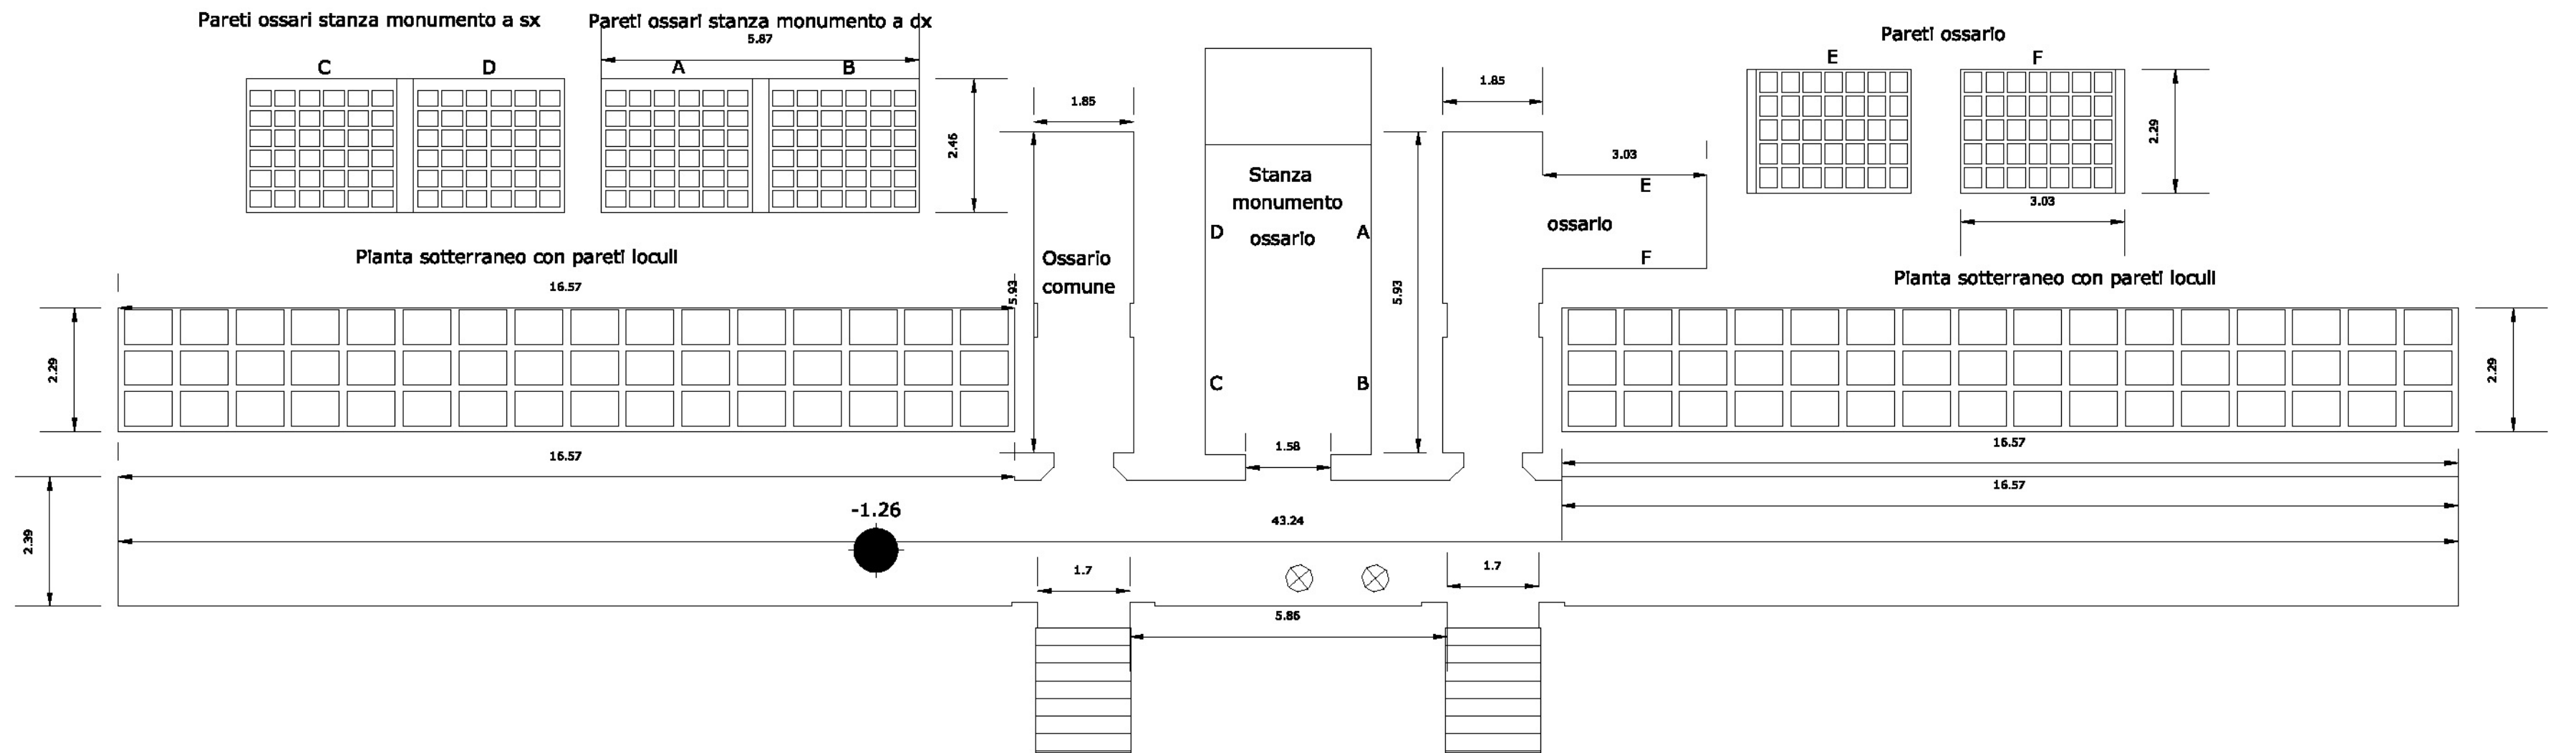 Pareti ossari stanza monumento a sx
Pareti ossari stanza monumento a dx
5.87
C
D
A
B
2.46
1.85
1.85
Pareti ossario
E
F
2.29
3.03
3.03
E
ossario
F
Stanza
monumento
ossario
D
A
C
B
5.93
5.93
Ossario
comune
1.58
Pianta sotterraneo con pareti loculi
16.57
2.29
16.57
Pianta sotterraneo con pareti loculi
2.29
16.57
16.57
2.39
-1.26
43.24
1.7
1.7
5.86